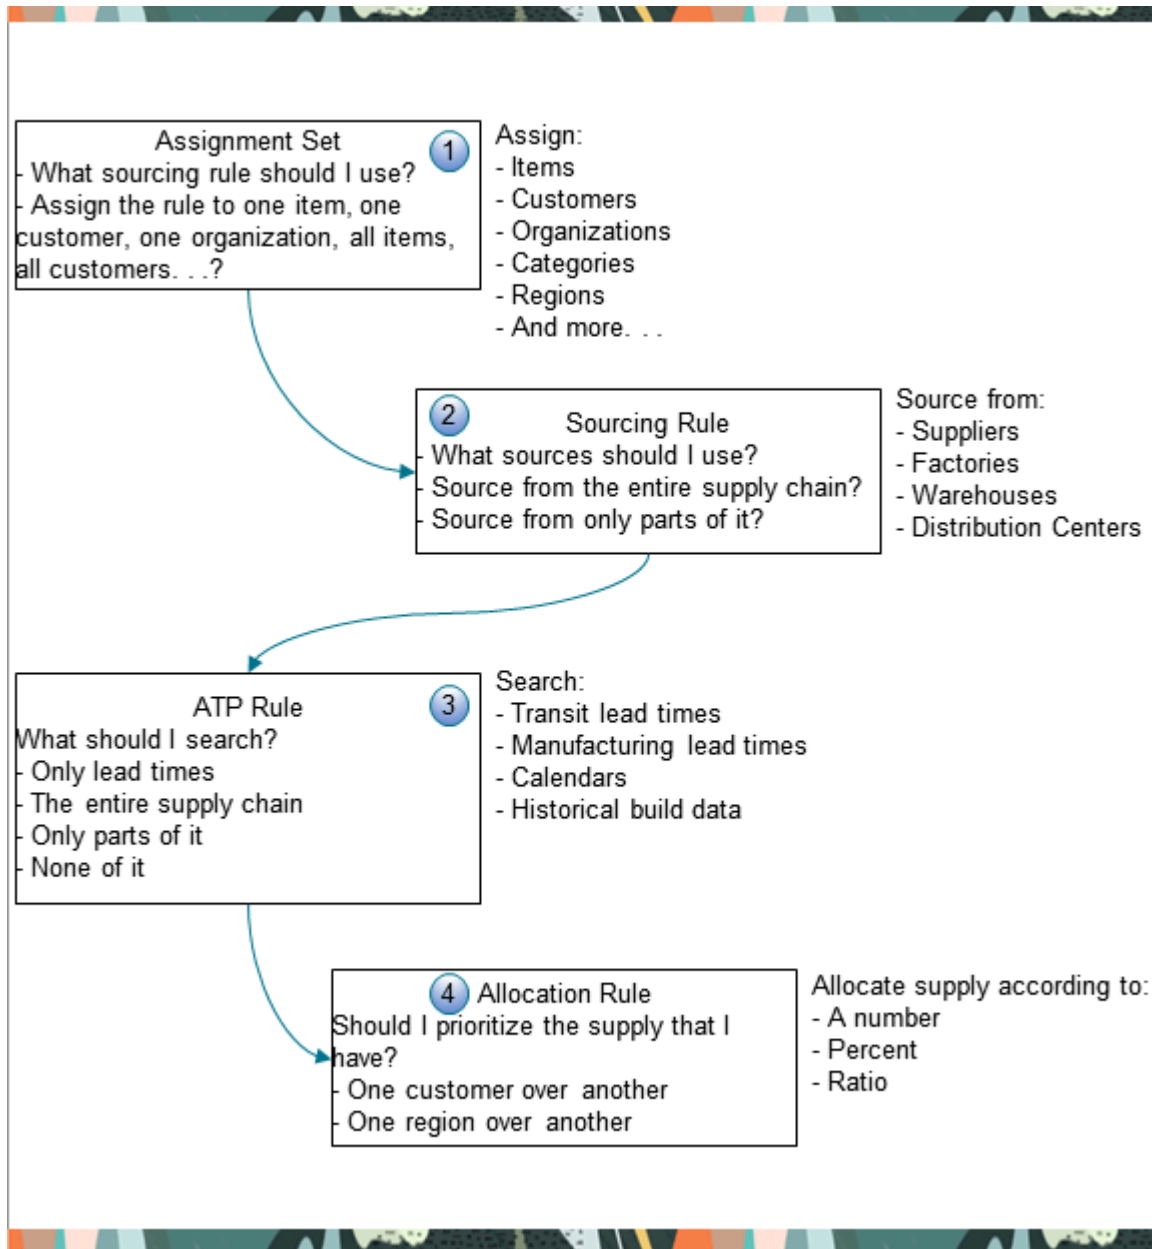 Assignment Set
1
- What sourcing rule should I use?
- Assign the rule to one item, one
customer, one organization, all items,
all customers. . .?
Assign:
- Items
- Customers
- Organizations
- Categories
- Regions
- And more. . .
2
Sourcing Rule
- What sources should I use?
- Source from the entire supply chain?
- Source from only parts of it?
Source from:
- Suppliers
- Factories
- Warehouses
- Distribution Centers
ATP Rule
3
What should I search?
- Only lead times
- The entire supply chain
- Only parts of it
- None of it
Search:
- Transit lead times
- Manufacturing lead times
- Calendars
- Historical build data
4
Allocation Rule
Should I prioritize the supply that I
have?
- One customer over another
- One region over another
Allocate supply according to:
- A number
- Percent
- Ratio